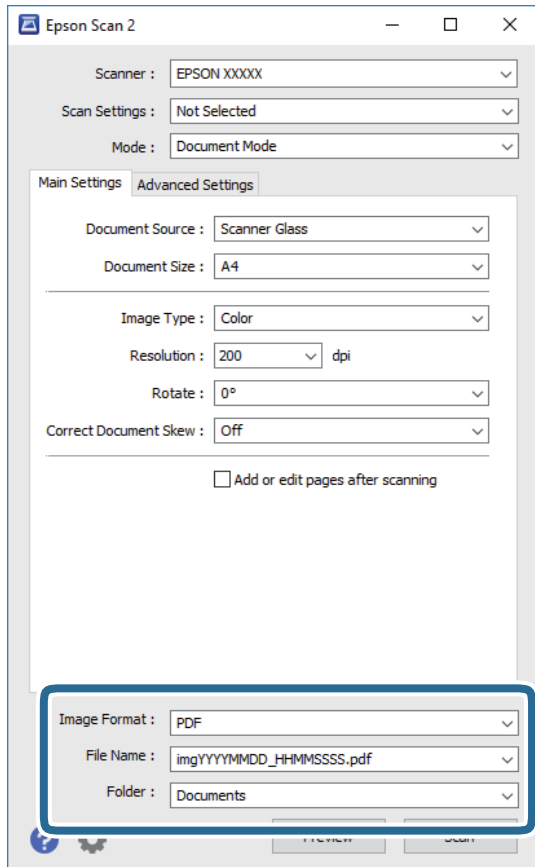 Epson Scan 2
Scanner : EPSON XXXXX
Scan Settings : Not Selected
Mode : Document Mode
Main Settings Advanced Settings
Document Source : Scanner Glass
Document Size : A4
Image Type : Color
Resolution : 200 dpi
Rotate : 0°
Correct Document Skew : Off
Add or edit pages after scanning
Image Format : PDF
File Name : imgYYYYMMDD_HHMMSSSS.pdf
Folder : Documents
? Preview Scan